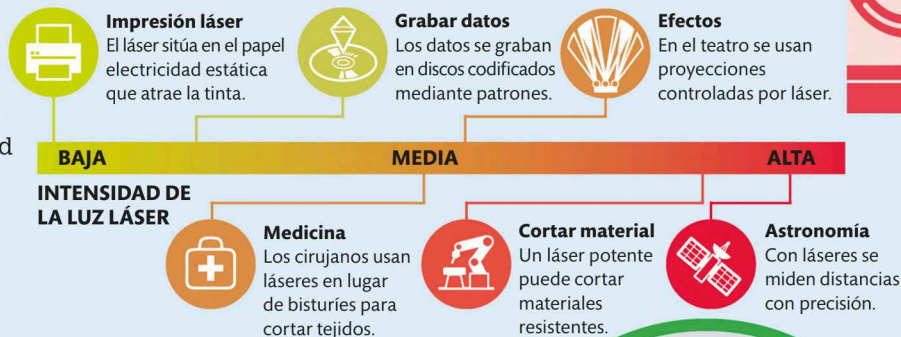 Impresión láser
El láser sitúa en el papel
electricidad estática
que atrae la tinta.
Grabar datos
Los datos se graban
en discos codificados
mediante patrones.
Efectos
En el teatro se usan
proyecciones
controladas por láser.
d
BAJA
MEDIA
ALTA
INTENSIDAD DE
LA LUZ LÁSER
Medicina
Los cirujanos usan
láseres en lugar
de bisturíes para
cortar tejidos.
Cortar material
Un láser potente
puede cortar
materiales
resistentes.
Astronomía
Con láseres se
miden distancias
con precisión.